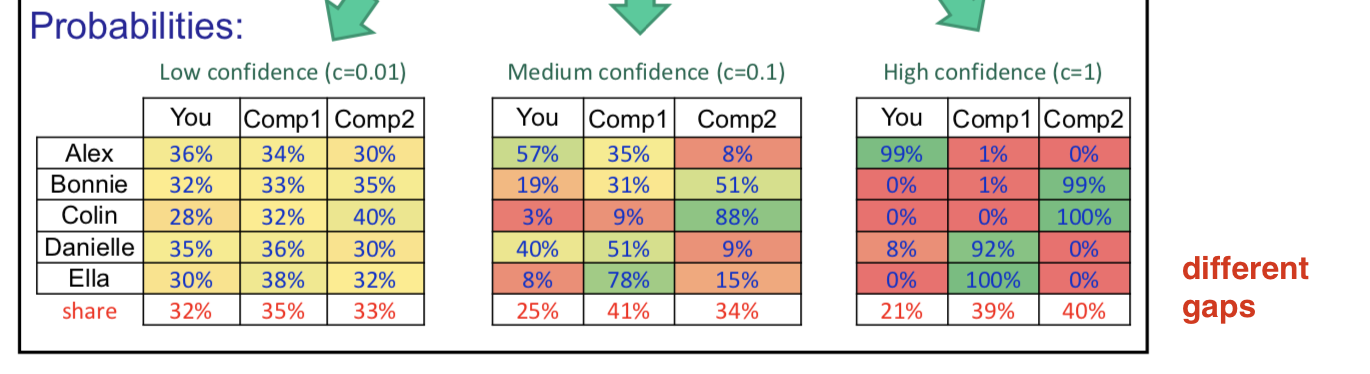 Probabilities:
Low confidence (c=0.01) Medium confidence (c=0.1) High confidence (c=1)
You Comp1 Comp2 You Comp1 Comp2 You Comp1 Comp2
Alex 36% 34% 30% 57% 35% 8% 99% 1% 0%
Bonnie 32% 33% 35% 19% 31% 51% 0% 1% 99%
Colin 28% 32% 40% 3% 9% 88% 0% 0% 100%
Danielle 35% 36% 30% 40% 51% 9% 8% 92% 0%
Ella 30% 38% 32% 8% 78% 15% 0% 100% 0%
share 32% 35% 33% 25% 41% 34% 21% 39% 40%
different
gaps